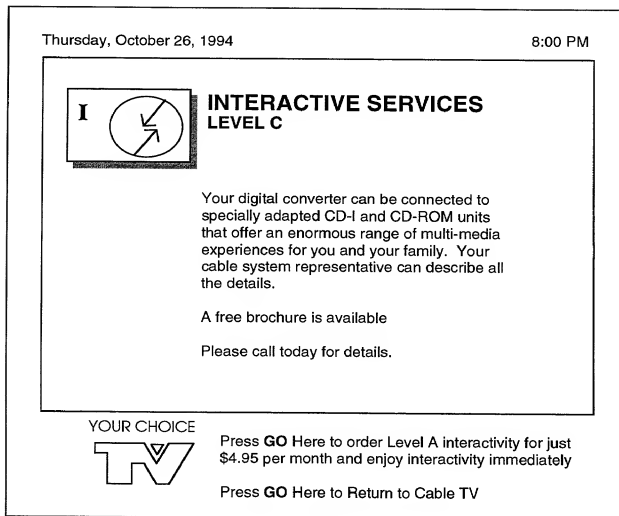 Thursday, October 26, 1994 8:00 PM
I
INTERACTIVE SERVICES
LEVEL C
Your digital converter can be connected to
specially adapted CD-I and CD-ROM units
that offer an enormous range of multi-media
experiences for you and your family. Your
cable system representative can describe all
the details.
A free brochure is available
Please call today for details.
YOUR CHOICE
TV
Press GO Here to order Level A interactivity for just
$4.95 per month and enjoy interactivity immediately
Press GO Here to Return to Cable TV